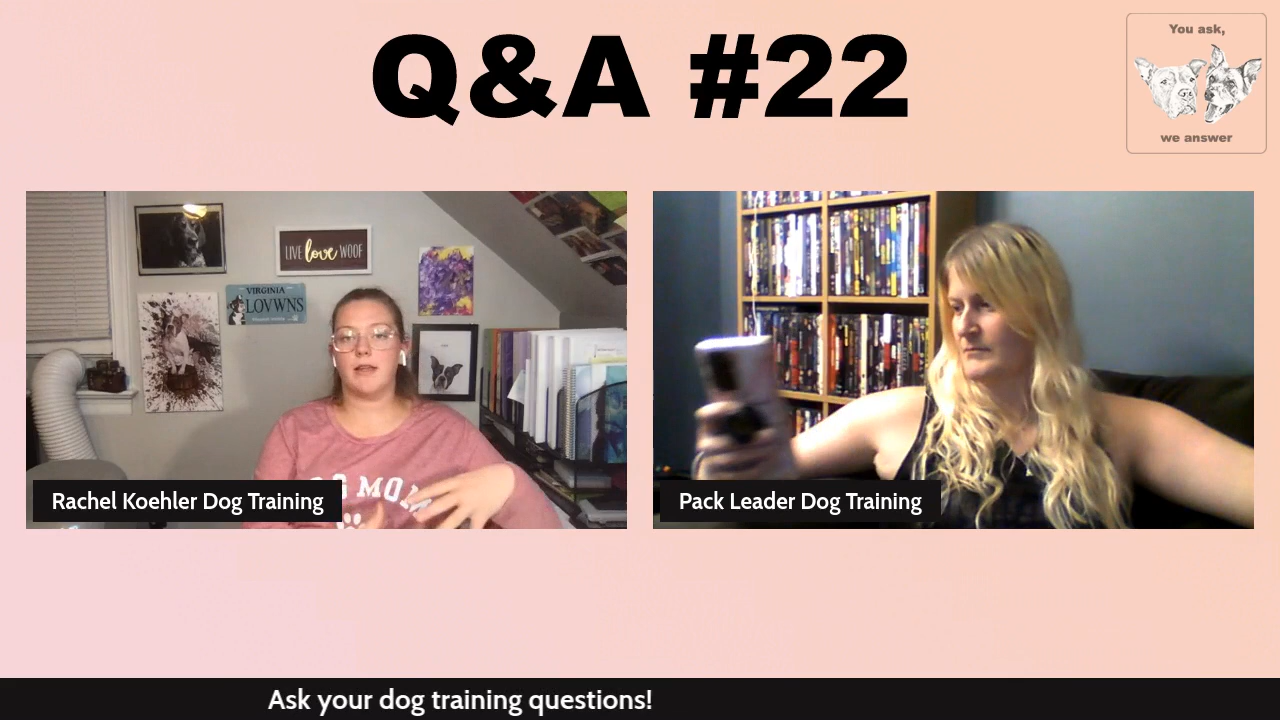 Q&A #22
You ask,
we answer
LIVE love WOOF
VIRGINIA
LOVWNS
MOM
Rachel Koehler Dog Training
Pack Leader Dog Training
Ask your dog training questions!